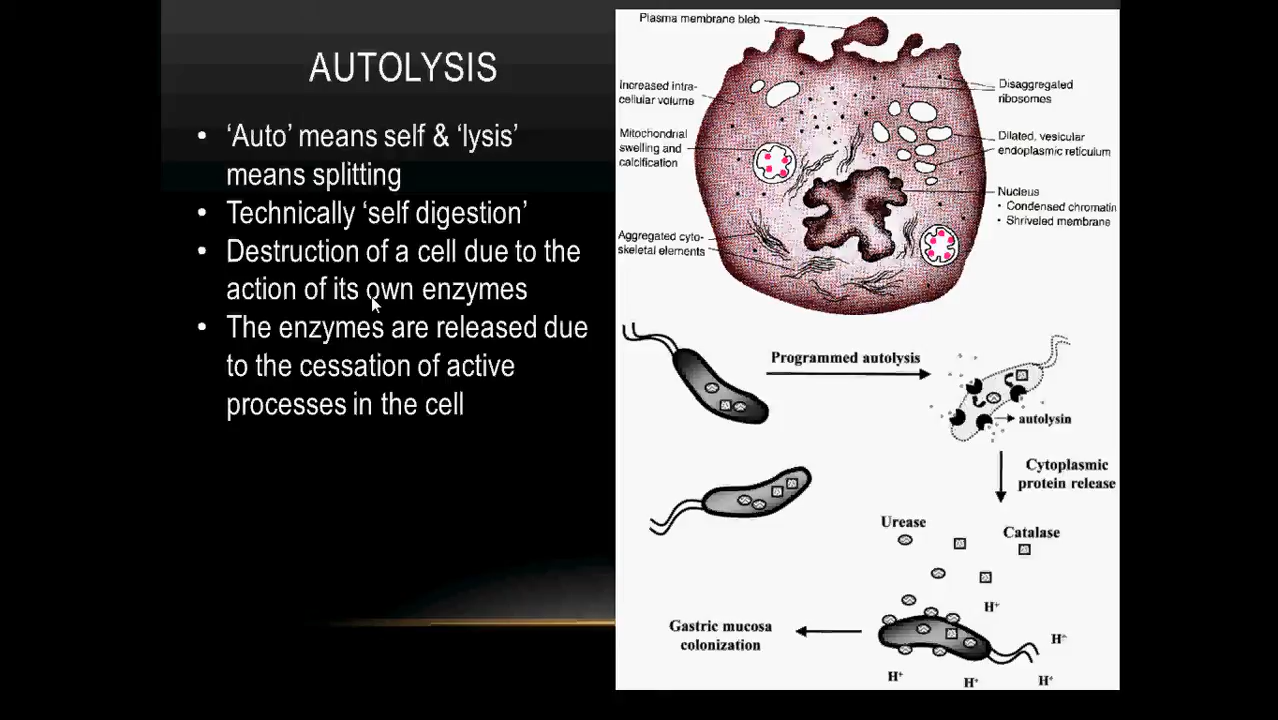 AUTOLYSIS
• ‘Auto’ means self & ‘lysis’
means splitting
• Technically ‘self digestion’
• Destruction of a cell due to the
action of its own enzymes
• The enzymes are released due
to the cessation of active
processes in the cell
Plasma membrane bleb
Increased intra-
cellular volume
Mitochondrial
swelling and
calcification
Aggregated cyto-
skeletal elements
Disaggregated
ribosomes
Dilated, vesicular
endoplasmic reticulum
Nucleus
• Condensed chromatin
• Shriveled membrane
Programmed autolysis
autolysin
Cytoplasmic
protein release
Urease
Catalase
H+
H+
Gastric mucosa
colonization
H+
H+
H+